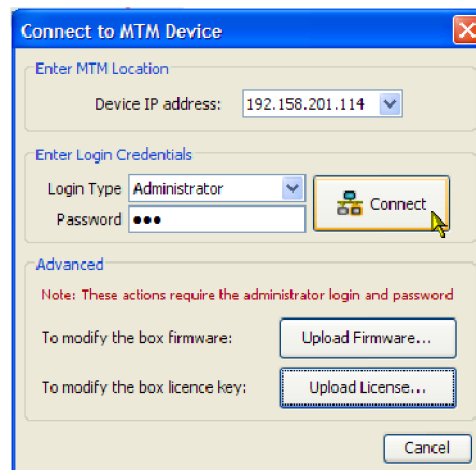 Connect to MTM Device
Enter MTM Location
Device IP address: 192.158.201.114
Enter Login Credentials
Login Type Administrator
Connect
Password ●●●
Advanced
Note: These actions require the administrator login and password
To modify the box firmware: Upload Firmware...
To modify the box licence key: Upload License...
Cancel